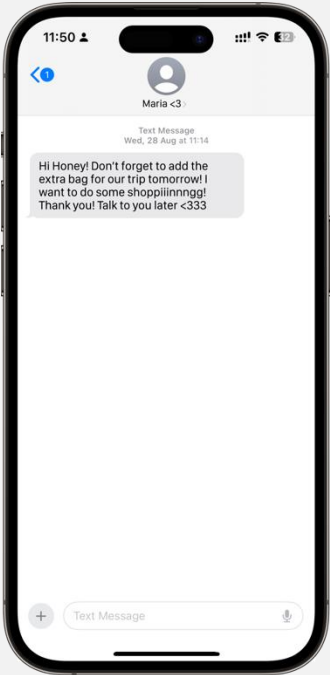 11:50
32
1
Maria <3
Text Message
Wed, 28 Aug at 11:14
Hi Honey! Don't forget to add the
extra bag for our trip tomorrow! I
want to do some shoppiiinnngg!
Thank you! Talk to you later <333
Text Message